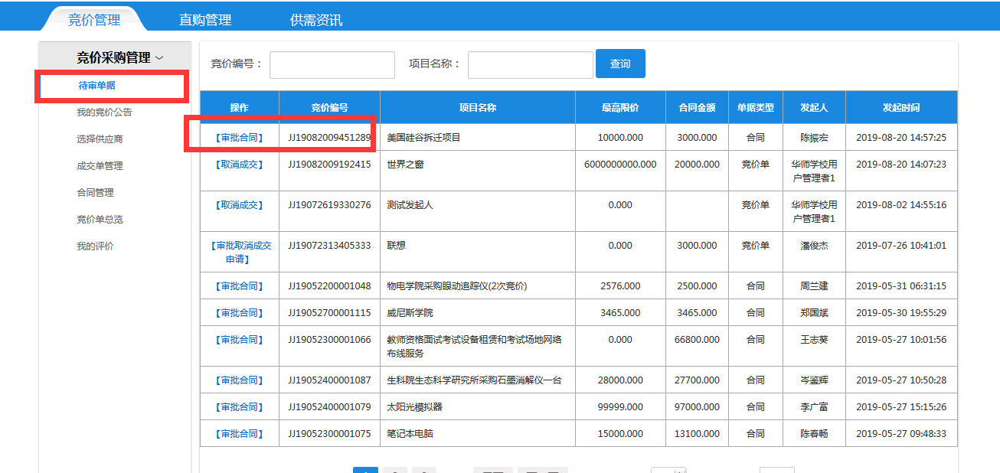 竞价管理 直购管理 供需资讯
竞价采购管理
待审单据
我的竞价公告
选择供应商
成交单管理
合同管理
竞价单总览
我的评价
竞价编号： 项目名称： 查询
操作 竞价编号 项目名称 最高限价 合同金额 单据类型 发起人 发起时间
【审批合同】 JJ19082009451289 美国硅谷拆迁项目 10000.000 3000.000 合同 陈振宏 2019-08-20 14:57:25
【取消成交】 JJ19082009192415 世界之窗 6000000000.000 20000.000 竞价单 华师学校用 2019-08-20 14:07:23
户管理者1
【取消成交】 JJ19072619330276 测试发起人 0.000 竞价单 华师学校用 2019-08-02 14:55:16
户管理者1
【审批取消成交 JJ19072313405333 联想 0.000 3000.000 竞价单 潘俊杰 2019-07-26 10:41:01
申请】
【审批合同】 JJ19052200001048 物电学院采购眼动追踪仪(2次竞价) 2576.000 2500.000 合同 周兰建 2019-05-31 06:31:15
【审批合同】 JJ19052700001115 威尼斯学院 3465.000 3465.000 合同 郑国斌 2019-05-30 19:55:29
【审批合同】 JJ19052300001066 教师资格面试考试设备租赁和考试场地网络 0.000 66800.000 合同 王志葵 2019-05-27 10:01:56
布线服务
【审批合同】 JJ19052400001087 生科院生态科学研究所采购石墨消解仪一台 28000.000 27700.000 合同 岑鉴辉 2019-05-27 10:50:28
【审批合同】 JJ19052400001079 太阳光模拟器 99999.000 97000.000 合同 李广富 2019-05-27 15:15:26
【审批合同】 JJ19052300001075 笔记本电脑 15000.000 13100.000 合同 陈春畅 2019-05-27 09:48:33